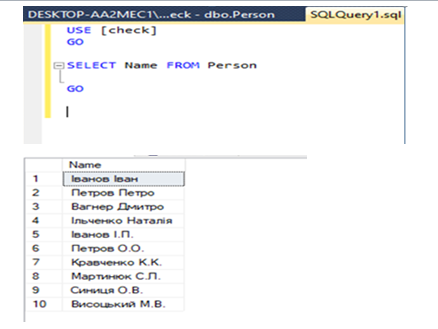 DESKTOP-AA2MEC1\...eck - dbo.Person SQLQuery1.sql
USE [check]
GO
SELECT Name FROM Person
GO
Name
1 Іванов Іван
2 Петров Петро
3 Вагнер Дмитро
4 Ільченко Наталія
5 Іванов І.П.
6 Петров О.О.
7 Кравченко К.К.
8 Мартинюк С.Л.
9 Синиця О.В.
10 Висоцький М.В.